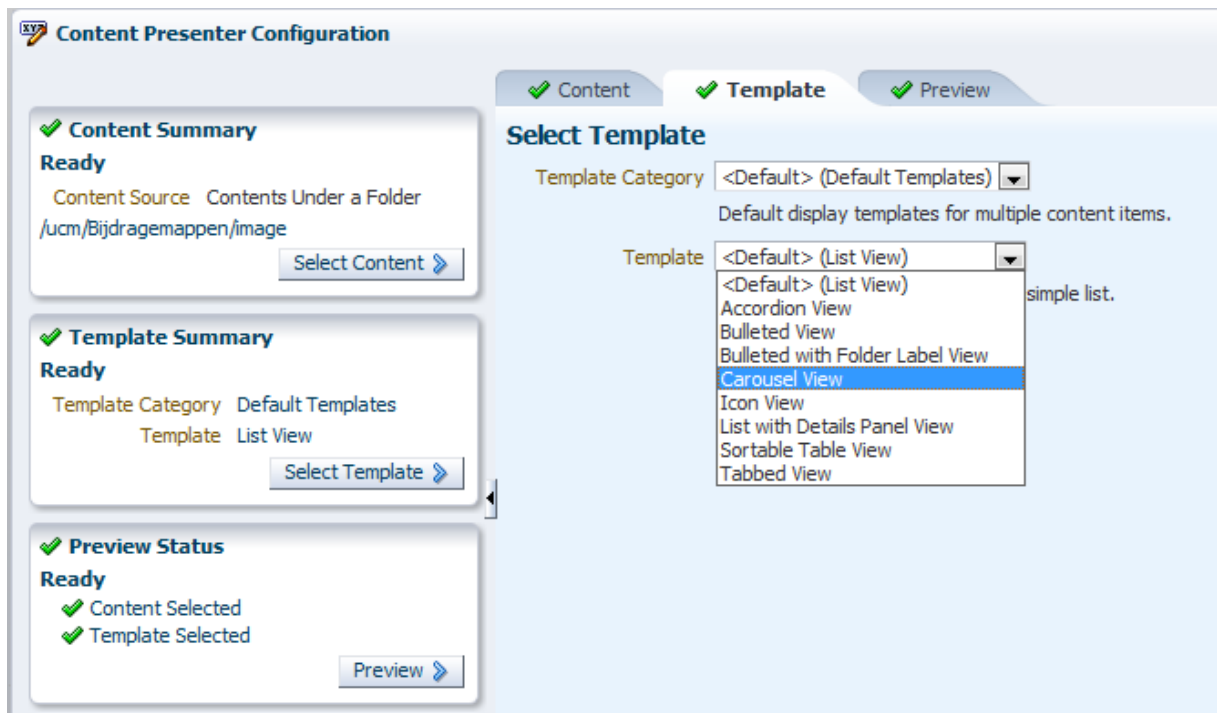 Content Presenter Configuration
Content Summary
Ready
Content Source Contents Under a Folder
/ucm/Bijdragemappen/image
Select Content
Template Summary
Ready
Template Category Default Templates
Template List View
Select Template
Preview Status
Ready
Content Selected
Template Selected
Preview
Content Template Preview
Select Template
Template Category <Default> (Default Templates)
Default display templates for multiple content items.
Template <Default> (List View)
<Default> (List View)
simple list.
Accordion View
Bulleted View
Bulleted with Folder Label View
Carousel View
Icon View
List with Details Panel View
Sortable Table View
Tabbed View